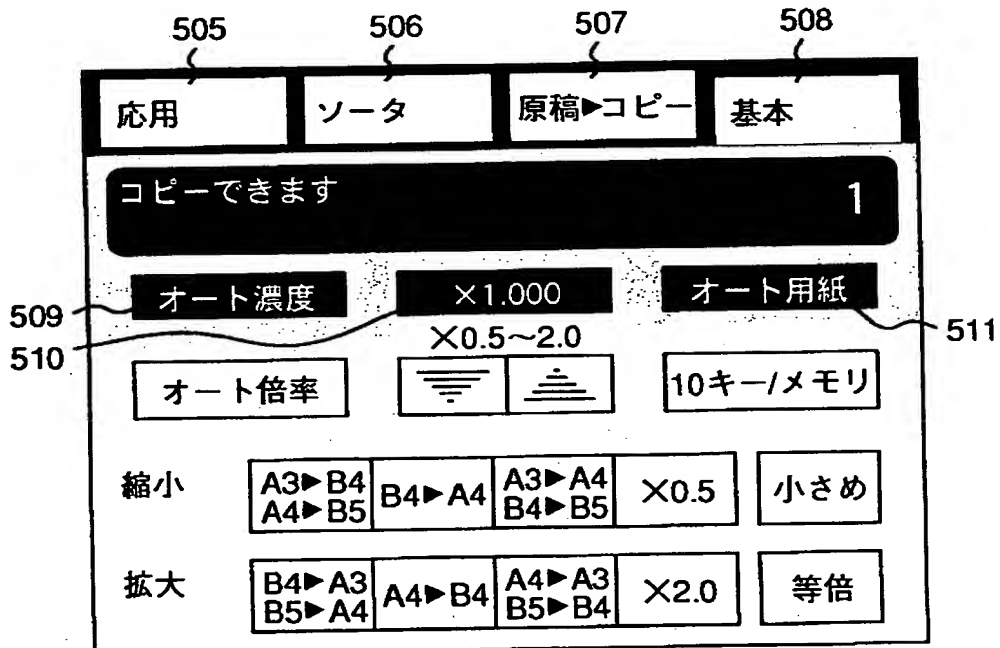 505 506 507 508
応用 ソータ 原稿▶コピー 基本
コピーできます 1
509 オート濃度 ×1.000 オート用紙 511
510 ×0.5~2.0
オート倍率 10キー/メモリ
縮小 A3▶B4 B4▶A4 A3▶A4 ×0.5 小さめ
A4▶B5 B4▶B5
拡大 B4▶A3 A4▶B4 A4▶A3 ×2.0 等倍
B5▶A4 B5▶B4